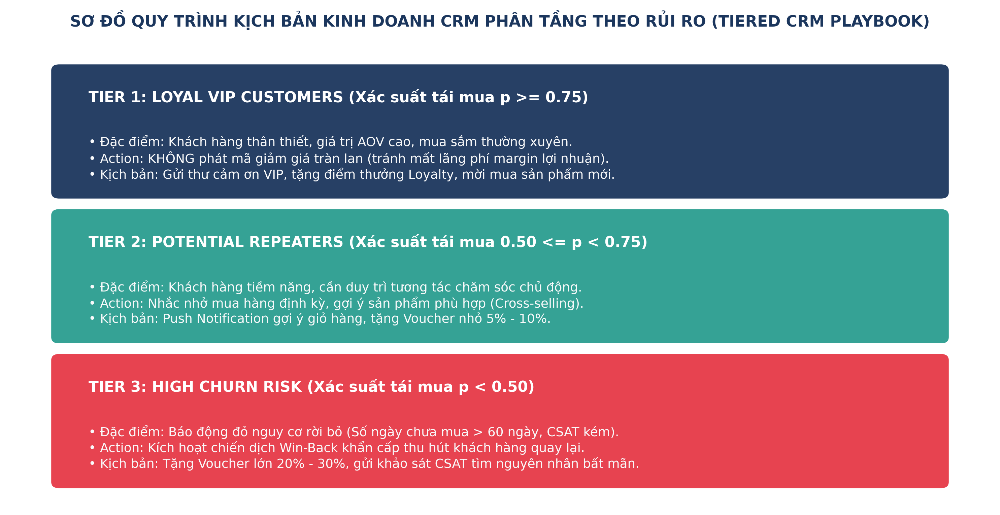 SƠ ĐỒ QUY TRÌNH KỊCH BẢN KINH DOANH CRM PHÂN TẦNG THEO RỦI RO (TIERED CRM PLAYBOOK)
TIER 1: LOYAL VIP CUSTOMERS (Xác suất tái mua p >= 0.75)
• Đặc điểm: Khách hàng thân thiết, giá trị AOV cao, mua sắm thường xuyên.
• Action: KHÔNG phát mã giảm giá tràn lan (tránh mất lãng phí margin lợi nhuận).
• Kịch bản: Gửi thư cảm ơn VIP, tặng điểm thưởng Loyalty, mời mua sản phẩm mới.
TIER 2: POTENTIAL REPEATERS (Xác suất tái mua 0.50 <= p < 0.75)
• Đặc điểm: Khách hàng tiềm năng, cần duy trì tương tác chăm sóc chủ động.
• Action: Nhắc nhở mua hàng định kỳ, gợi ý sản phẩm phù hợp (Cross-selling).
• Kịch bản: Push Notification gợi ý giỏ hàng, tặng Voucher nhỏ 5% - 10%.
TIER 3: HIGH CHURN RISK (Xác suất tái mua p < 0.50)
• Đặc điểm: Báo động đỏ nguy cơ rời bỏ (Số ngày chưa mua > 60 ngày, CSAT kém).
• Action: Kích hoạt chiến dịch Win-Back khẩn cấp thu hút khách hàng quay lại.
• Kịch bản: Tặng Voucher lớn 20% - 30%, gửi khảo sát CSAT tìm nguyên nhân bất mãn.